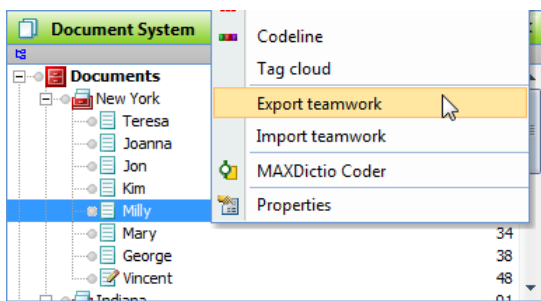 Document System
Codeline
Tag cloud
Export teamwork
Import teamwork
MAXDictio Coder
Properties
Documents
New York
Teresa
Joanna
Jon
Kim
Milly
Mary 34
George 38
Vincent 48
Indiana 91